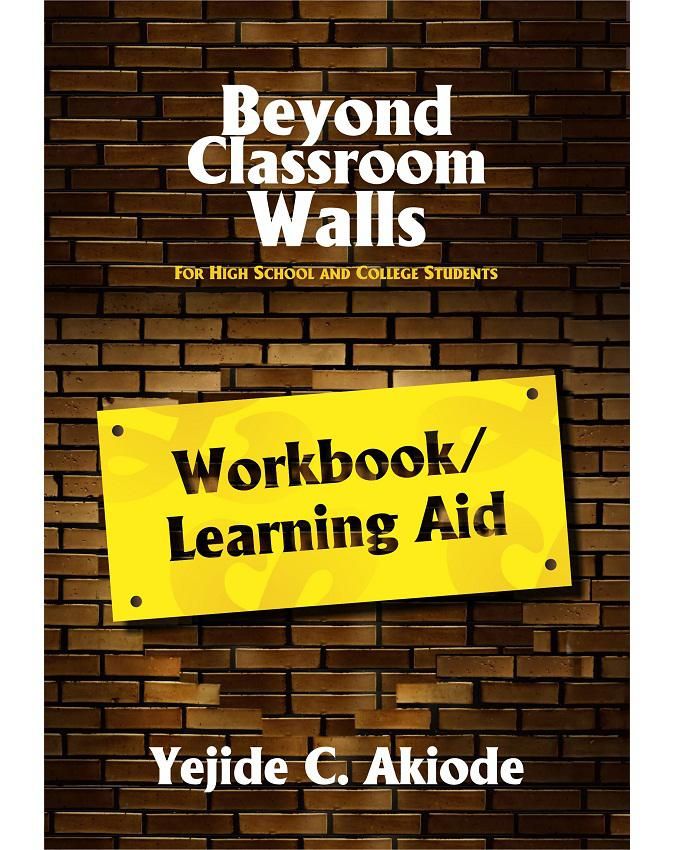 Beyond
Classroom
Walls
For High School and College Students
Workbook/
Learning Aid
Yejide C. Akiode